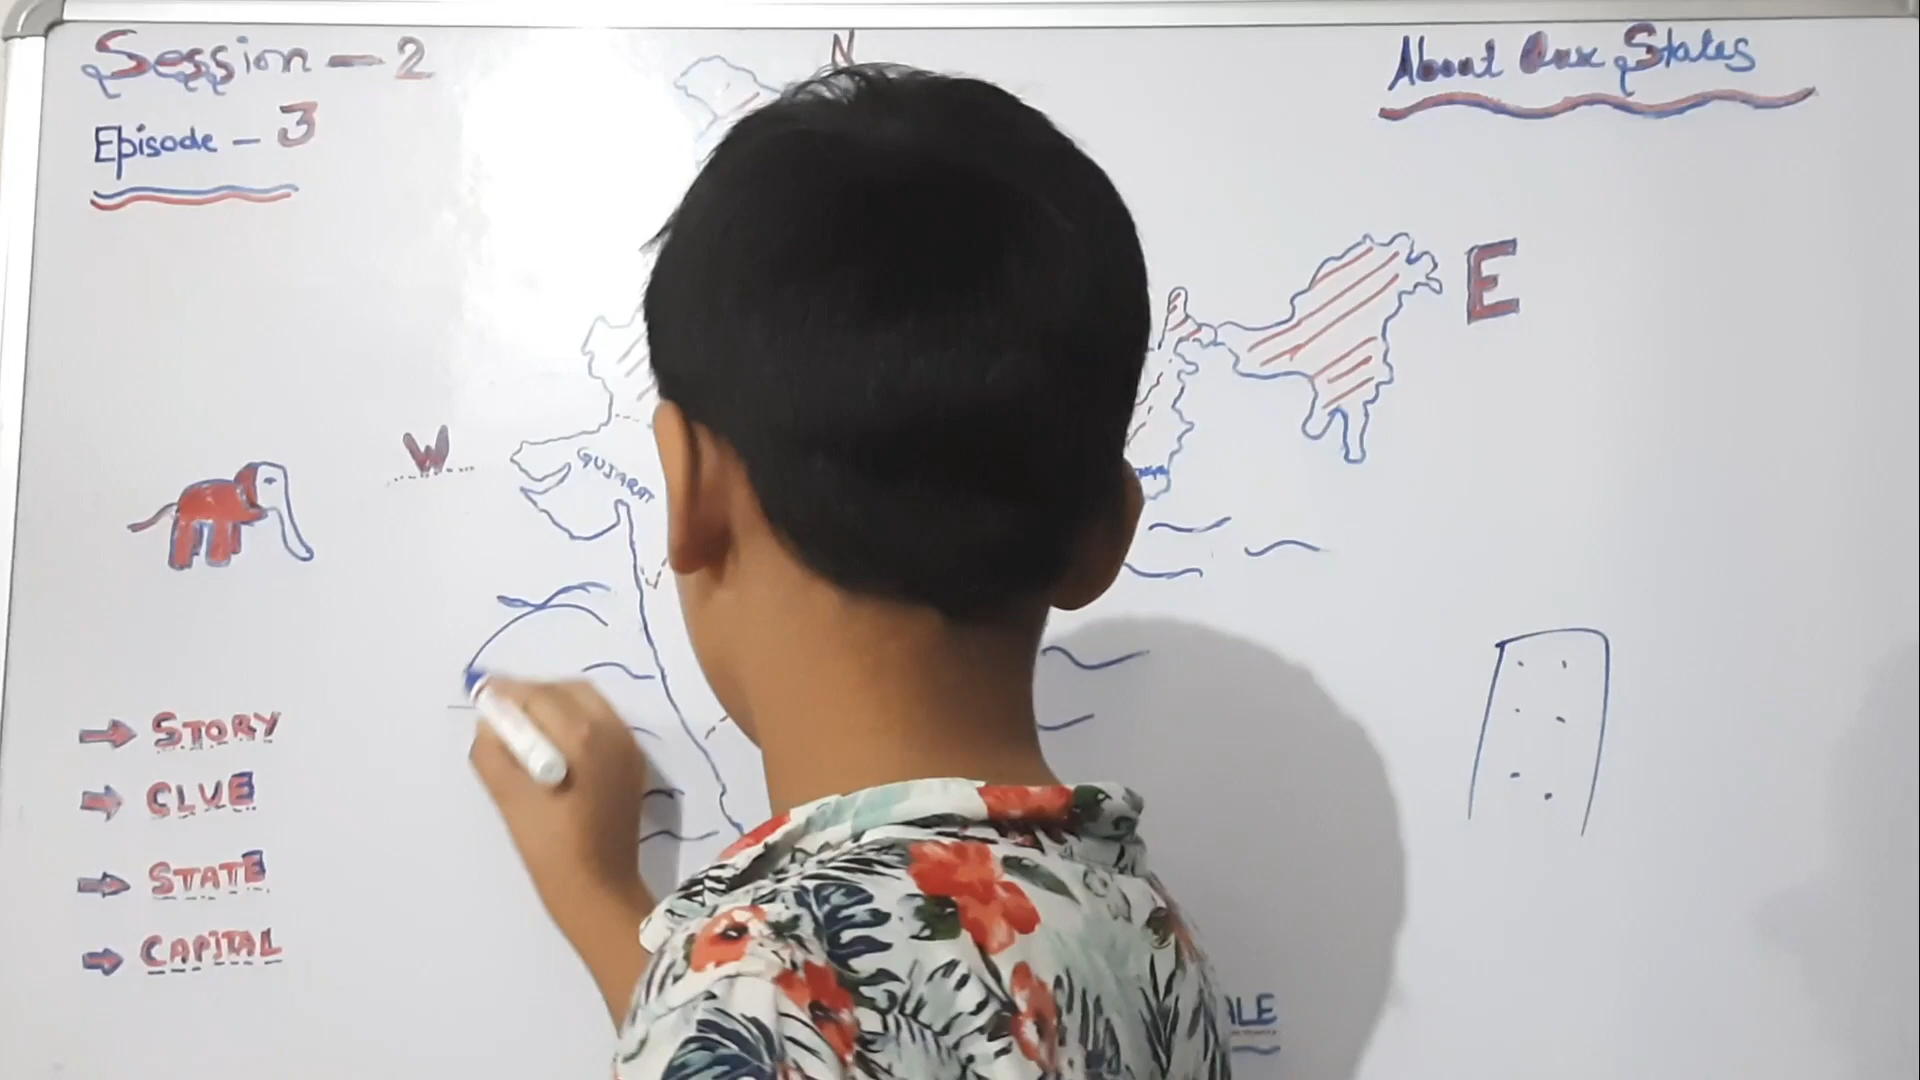 Session - 2
N
About Our States
Episode - 3
E
W
GUJARAT
→ STORY
→ CLUE
→ STATE
→ CAPITAL